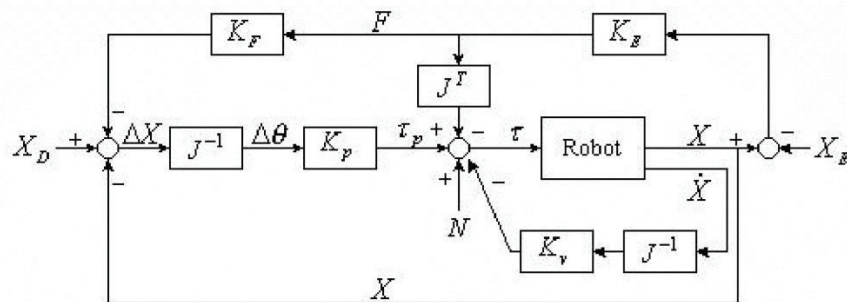 K_F
F
K_E
J^T
X_D
+
−
−
ΔX
J^{-1}
Δθ
K_p
τ_p
+
−
+
−
N
τ
Robot
X
Ẋ
+
−
X_E
K_v
J^{-1}
X